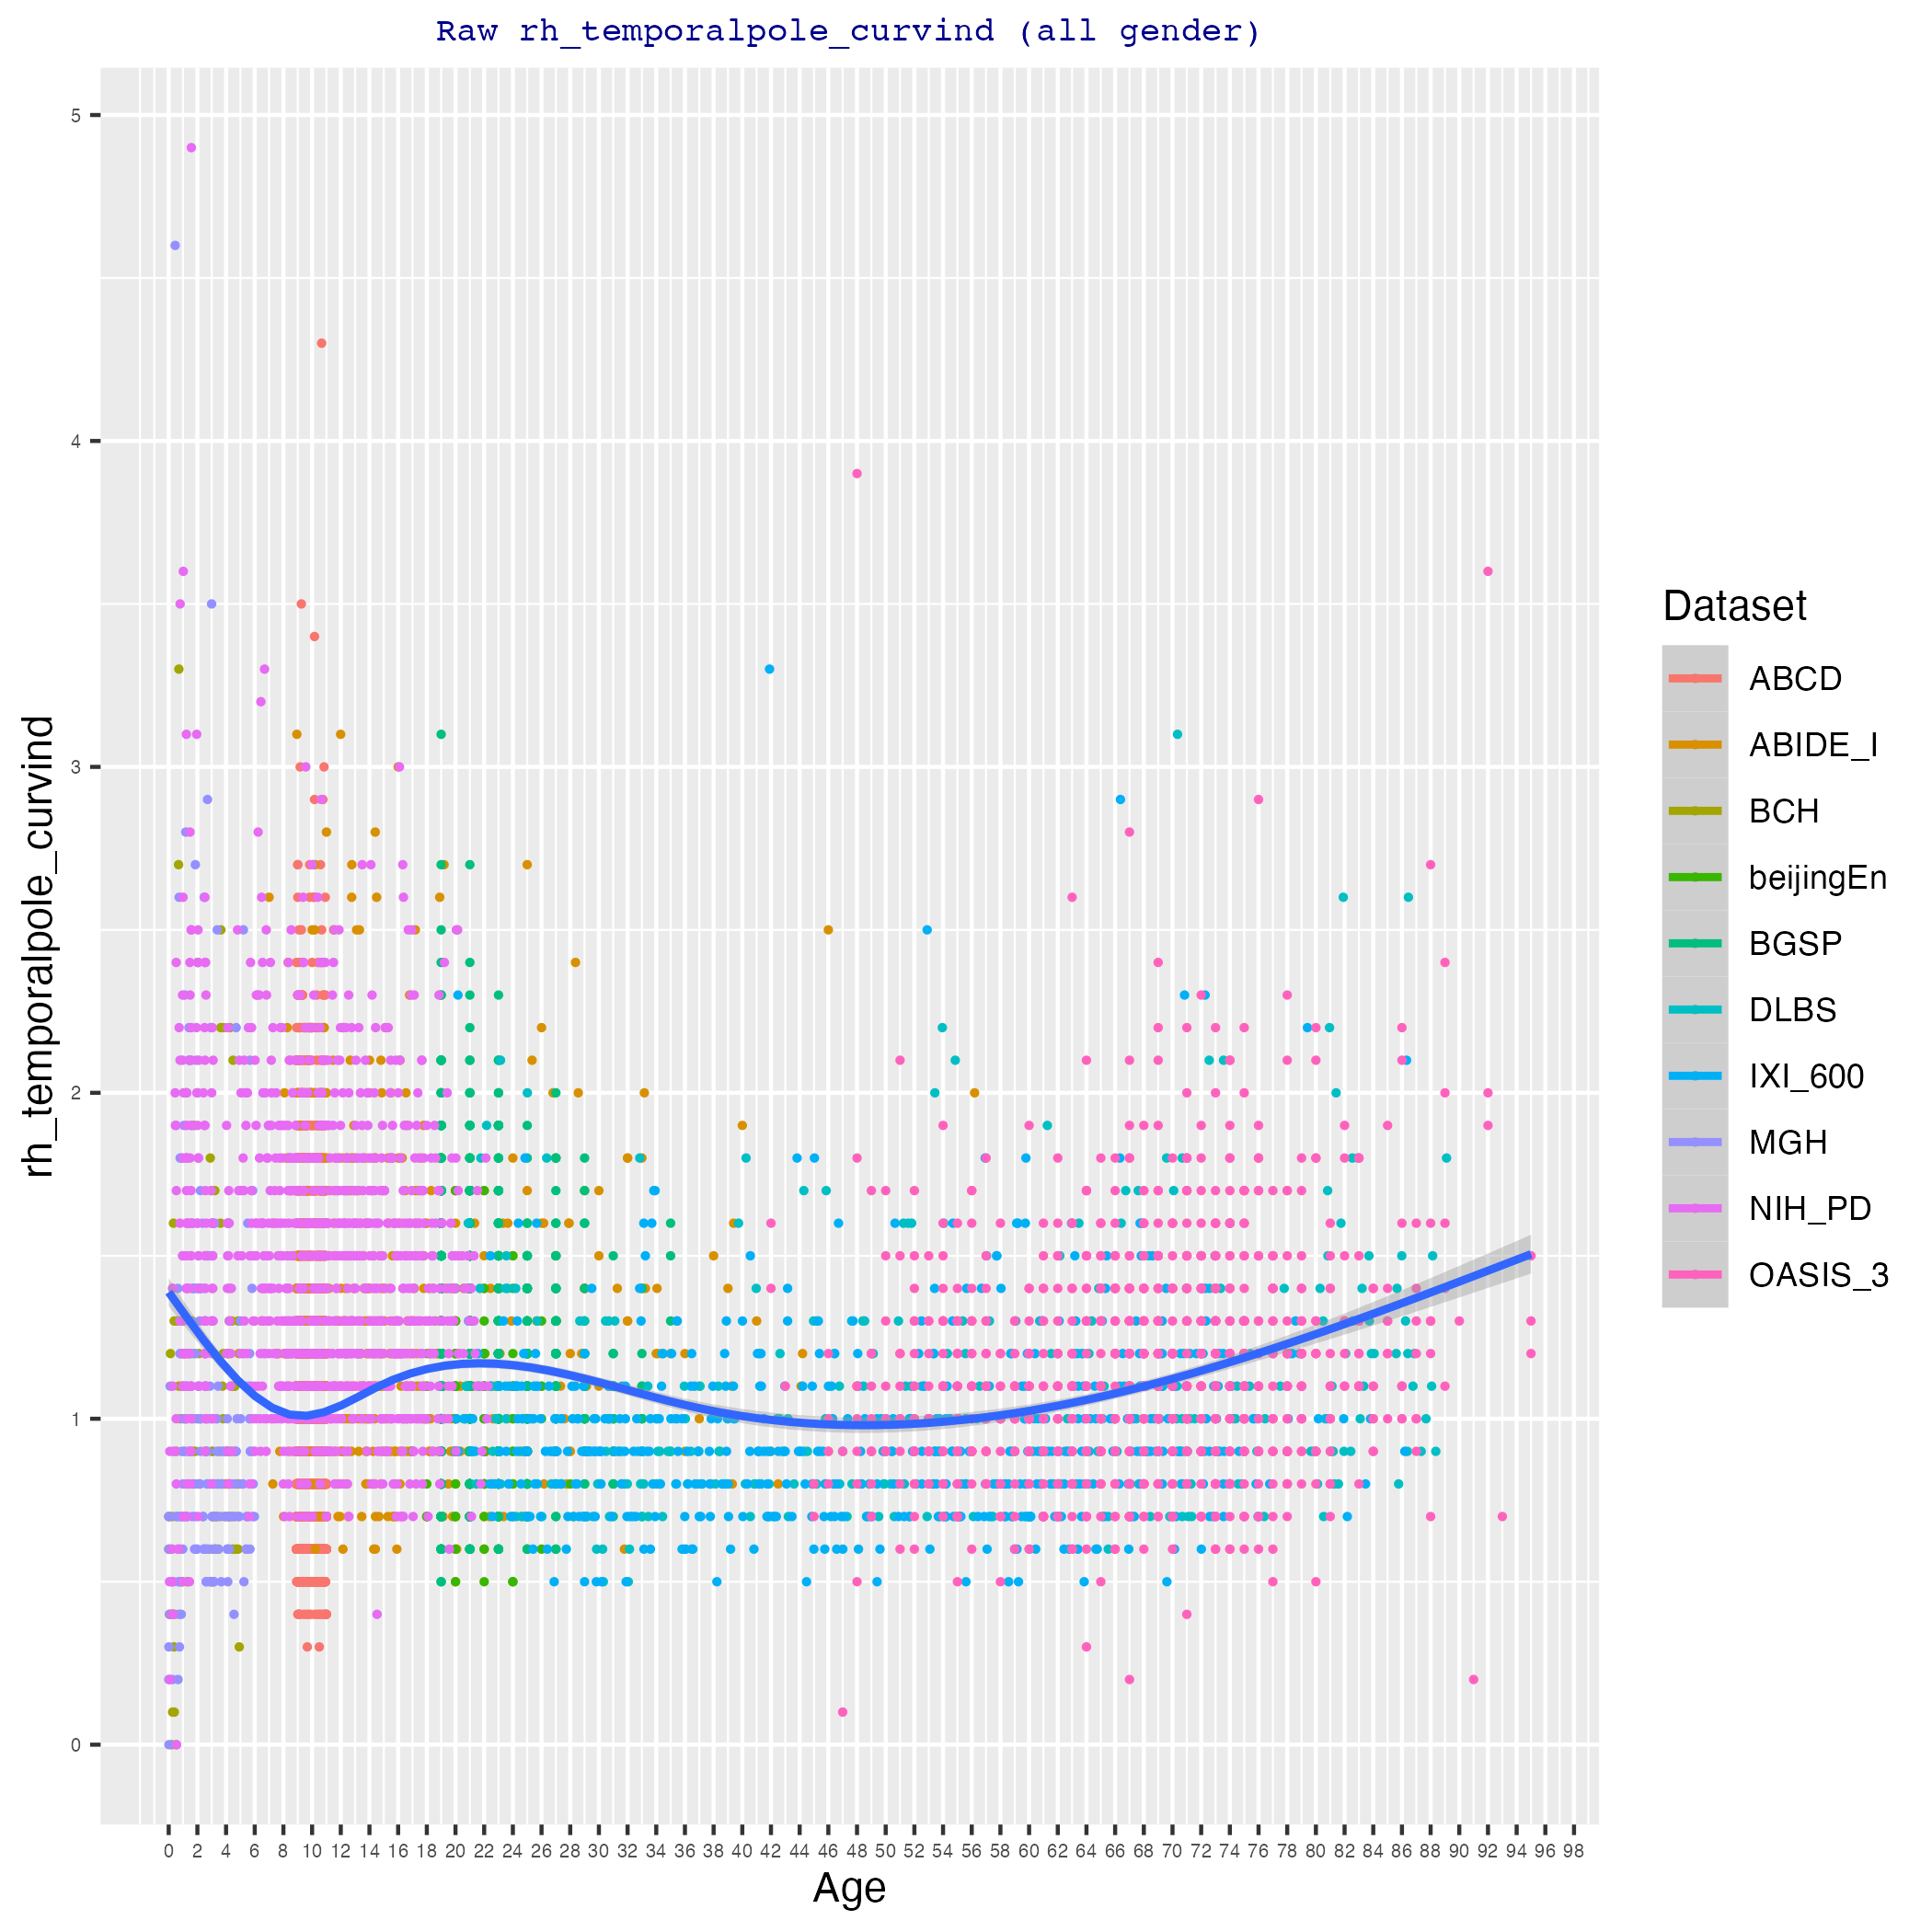 Raw rh_temporalpole_curvind (all gender)
5
4
3
2
1
0
rh_temporalpole_curvind
0 2 4 6 8 10 12 14 16 18 20 22 24 26 28 30 32 34 36 38 40 42 44 46 48 50 52 54 56 58 60 62 64 66 68 70 72 74 76 78 80 82 84 86 88 90 92 94 96 98
Age
Dataset
ABCD
ABIDE_I
BCH
beijingEn
BGSP
DLBS
IXI_600
MGH
NIH_PD
OASIS_3